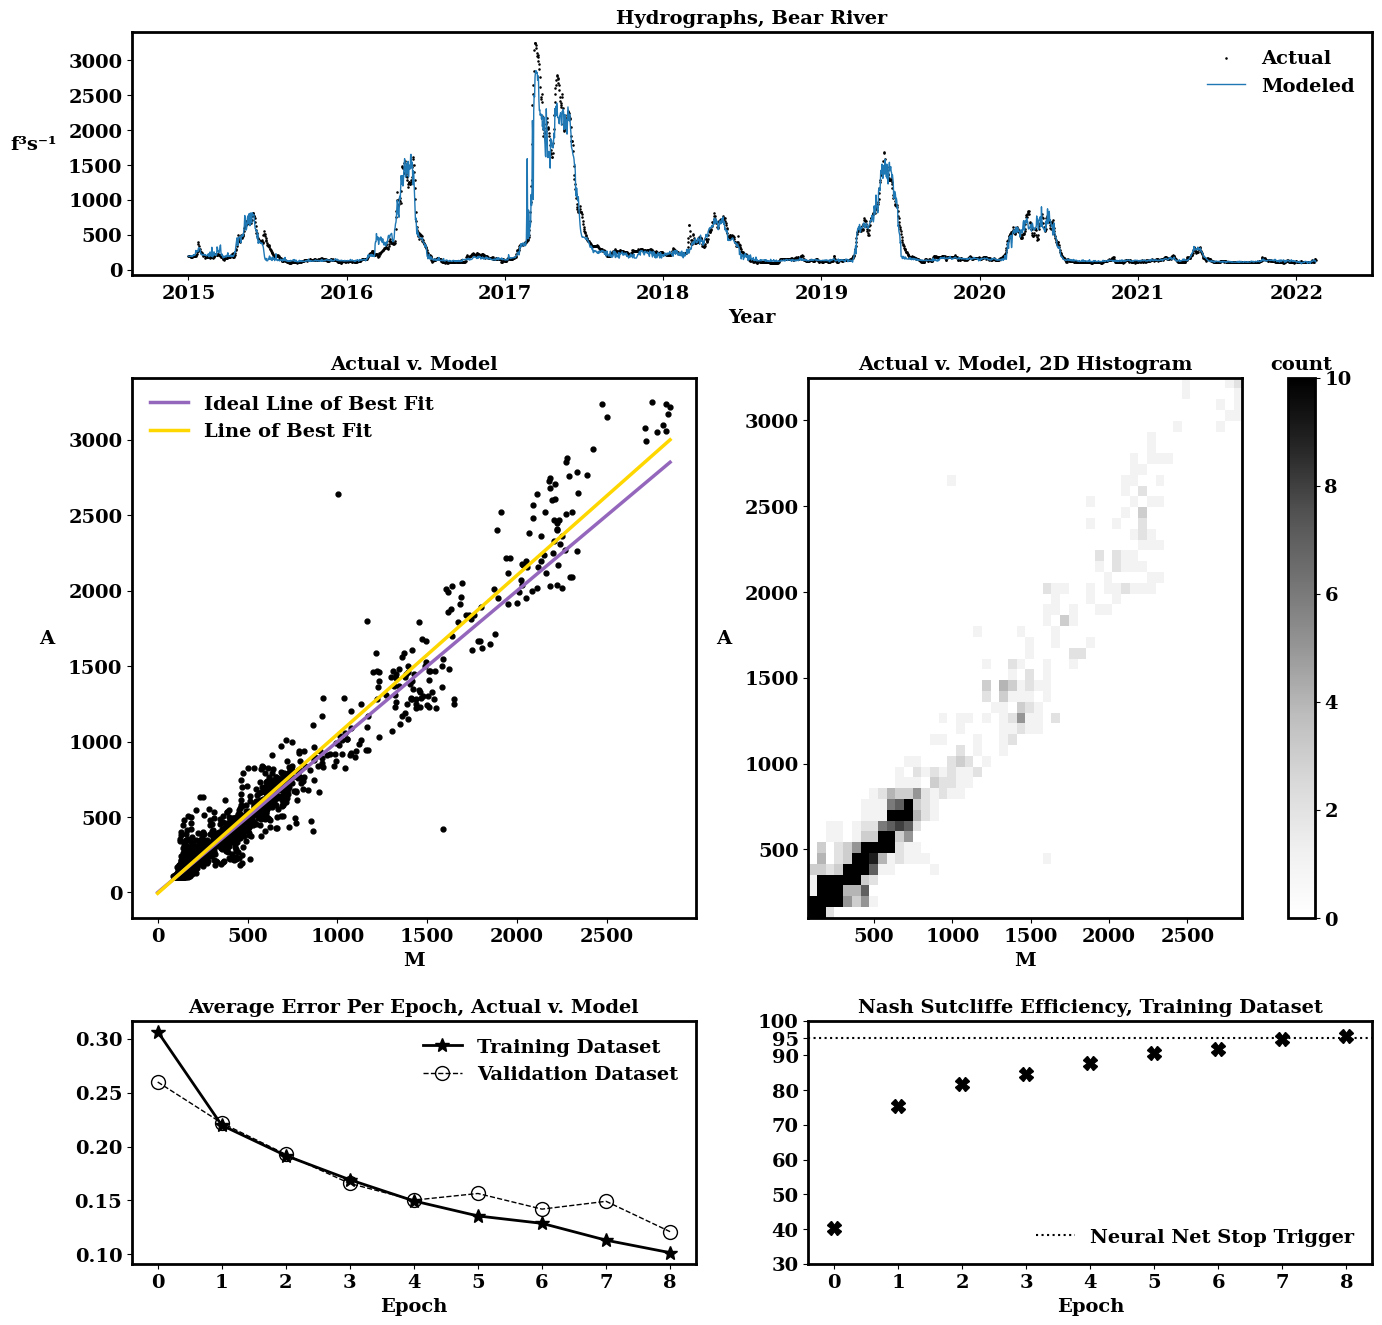 Hydrographs, Bear River
3000
2500
2000
1500
1000
500
0
f³s⁻¹
Actual
Modeled
2015 2016 2017 2018 2019 2020 2021 2022
Year
Actual v. Model
Ideal Line of Best Fit
Line of Best Fit
3000
2500
2000
1500
1000
500
0
A
0 500 1000 1500 2000 2500
M
Actual v. Model, 2D Histogram
3000
2500
2000
1500
1000
500
A
500 1000 1500 2000 2500
M
count
10
8
6
4
2
0
Average Error Per Epoch, Actual v. Model
0.30
0.25
0.20
0.15
0.10
Training Dataset
Validation Dataset
0 1 2 3 4 5 6 7 8
Epoch
Nash Sutcliffe Efficiency, Training Dataset
100
95
90
80
70
60
50
40
30
Neural Net Stop Trigger
0 1 2 3 4 5 6 7 8
Epoch